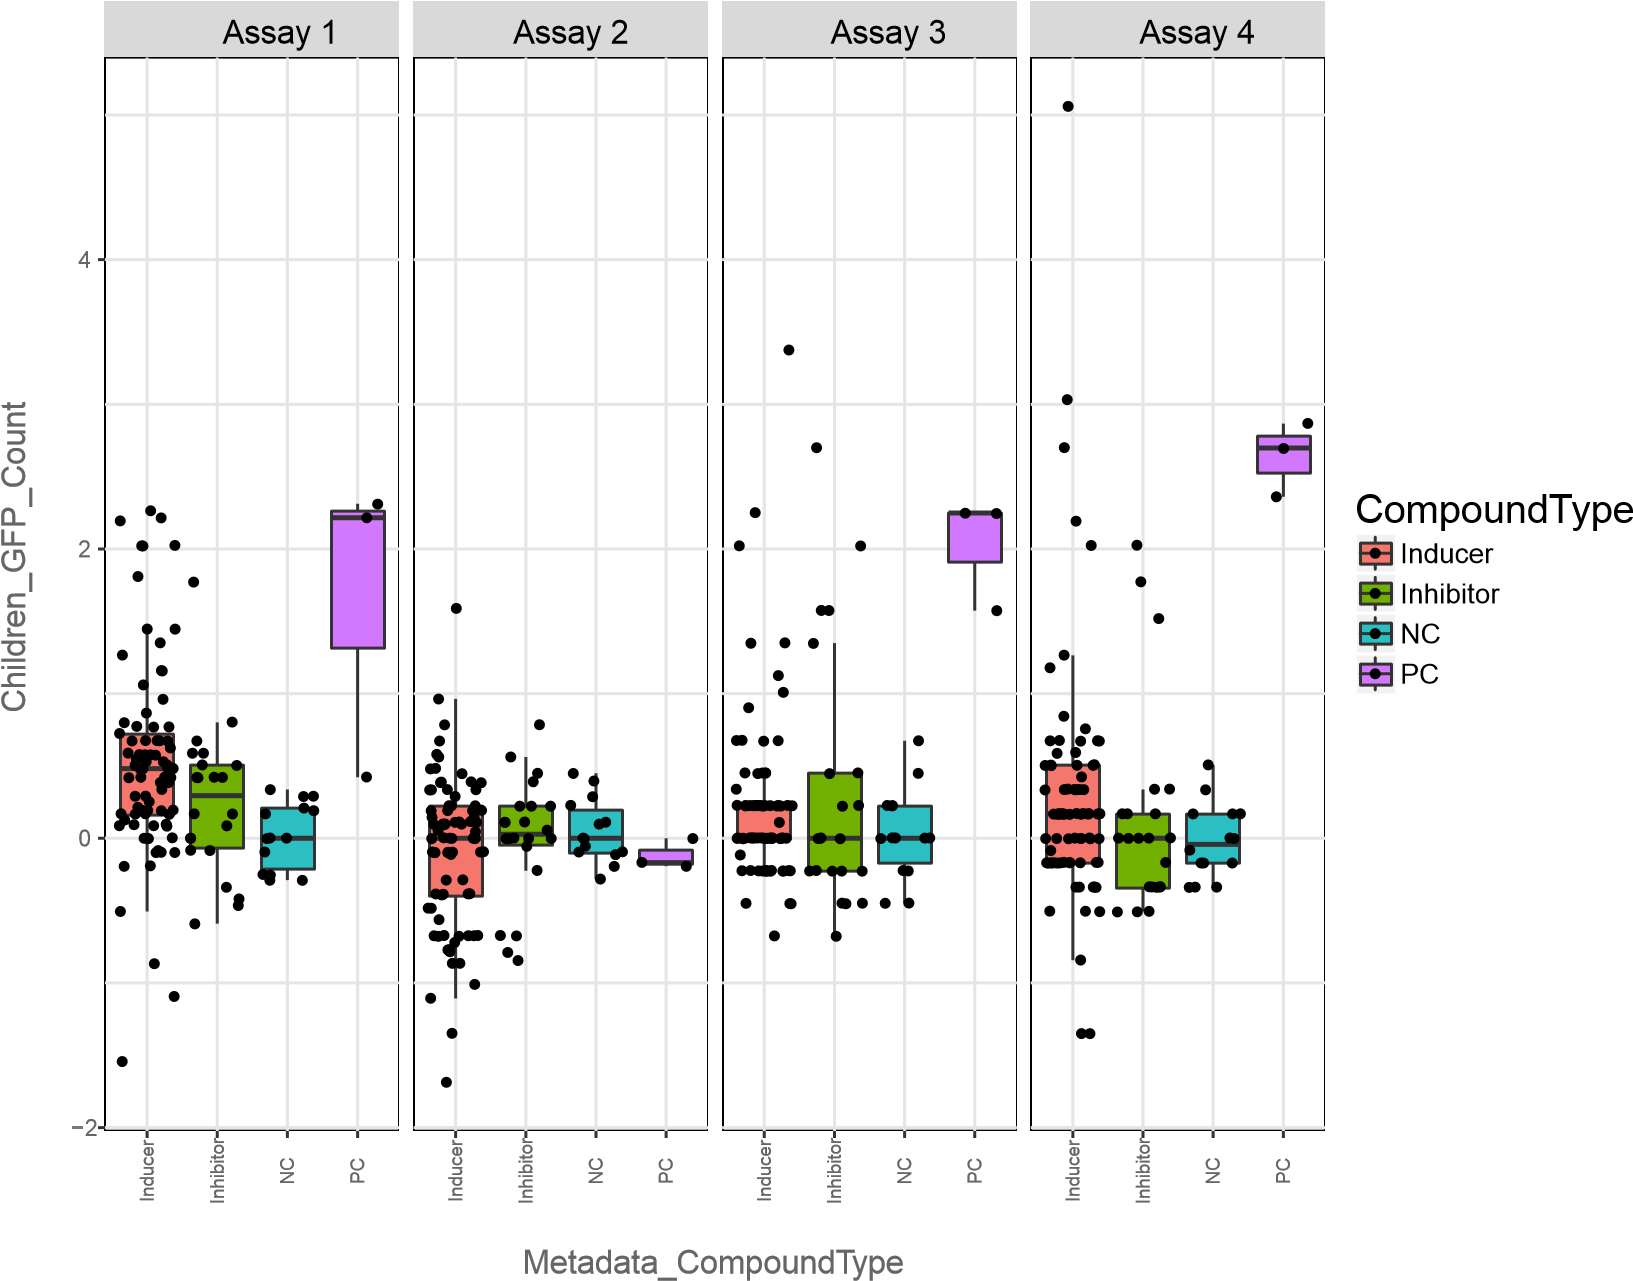 Assay 1
Assay 2
Assay 3
Assay 4
Children_GFP_Count
4
2
0
−2
Inducer
Inhibitor
NC
PC
Inducer
Inhibitor
NC
PC
Inducer
Inhibitor
NC
PC
Inducer
Inhibitor
NC
PC
Metadata_CompoundType
CompoundType
Inducer
Inhibitor
NC
PC